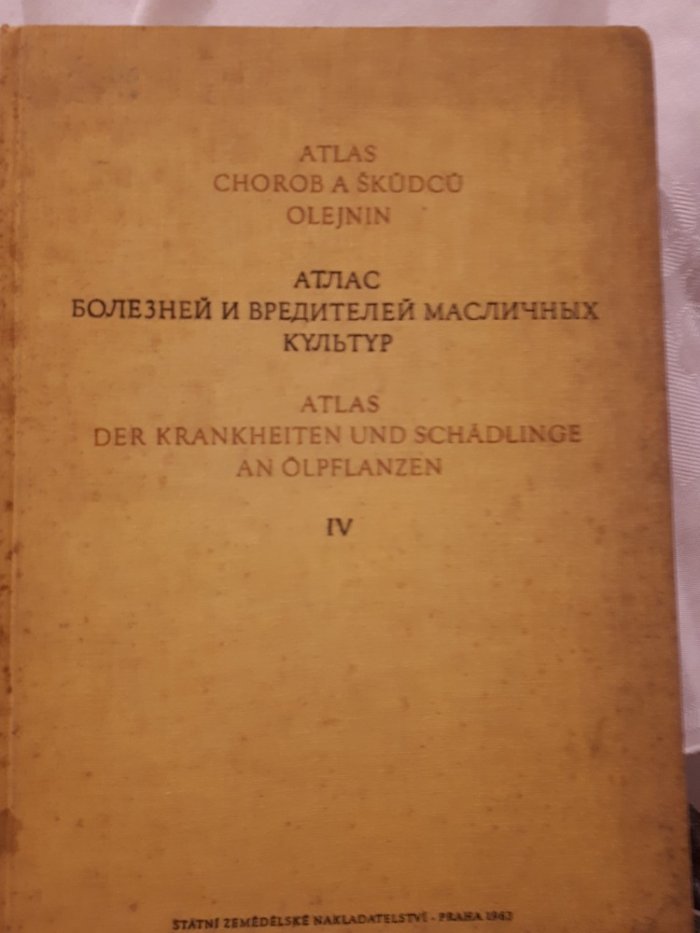 ATLAS
CHOROB A ŠKŮDCŮ
OLEJNIN
АТЛАС
БОЛЕЗНЕЙ И ВРЕДИТЕЛЕЙ МАСЛИЧНЫХ
КУЛЬТУР
ATLAS
DER KRANKHEITEN UND SCHÄDLINGE
AN ÖLPFLANZEN
IV
STÁTNÍ ZEMĚDĚLSKÉ NAKLADATELSTVÍ - PRAHA 1963